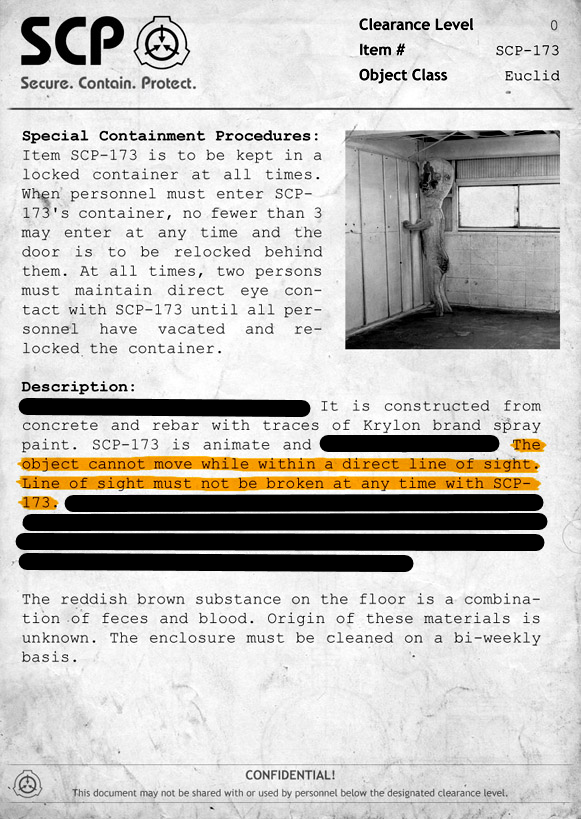 SCP
Secure. Contain. Protect.
Clearance Level 0
Item # SCP-173
Object Class Euclid
Special Containment Procedures:
Item SCP-173 is to be kept in a
locked container at all times.
When personnel must enter SCP-
173's container, no fewer than 3
may enter at any time and the
door is to be relocked behind
them. At all times, two persons
must maintain direct eye con-
tact with SCP-173 until all per-
sonnel have vacated and re-
locked the container.
Description:
It is constructed from
concrete and rebar with traces of Krylon brand spray
paint. SCP-173 is animate and The
object cannot move while within a direct line of sight.
Line of sight must not be broken at any time with SCP-
173.
The reddish brown substance on the floor is a combina-
tion of feces and blood. Origin of these materials is
unknown. The enclosure must be cleaned on a bi-weekly
basis.
CONFIDENTIAL!
This document may not be shared with or used by personnel below the designated clearance level.